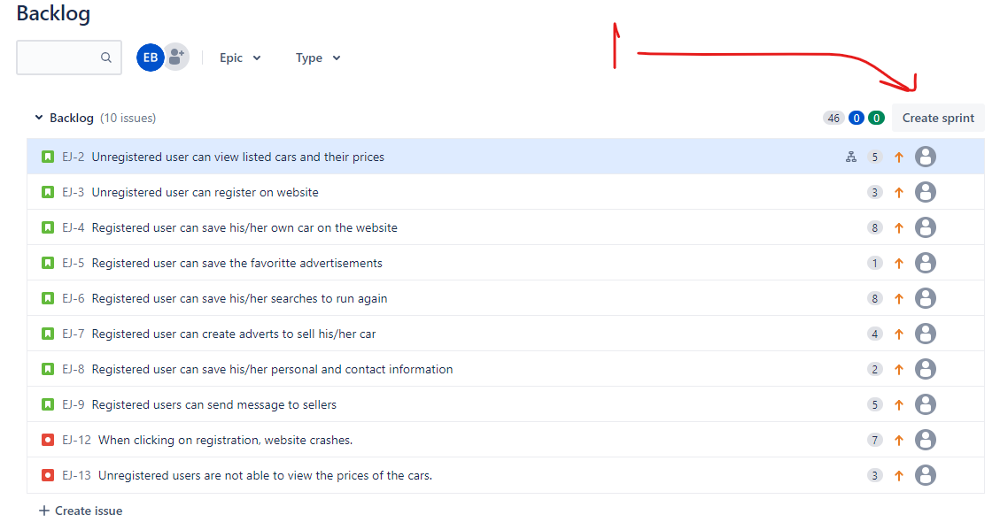 Backlog
1
EB Epic Type
Backlog (10 issues) 46 0 0 Create sprint
EJ-2 Unregistered user can view listed cars and their prices 5
EJ-3 Unregistered user can register on website 3
EJ-4 Registered user can save his/her own car on the website 8
EJ-5 Registered user can save the favoritte advertisements 1
EJ-6 Registered user can save his/her searches to run again 8
EJ-7 Registered user can create adverts to sell his/her car 4
EJ-8 Registered user can save his/her personal and contact information 2
EJ-9 Registered users can send message to sellers 5
EJ-12 When clicking on registration, website crashes. 7
EJ-13 Unregistered users are not able to view the prices of the cars. 3
+ Create issue